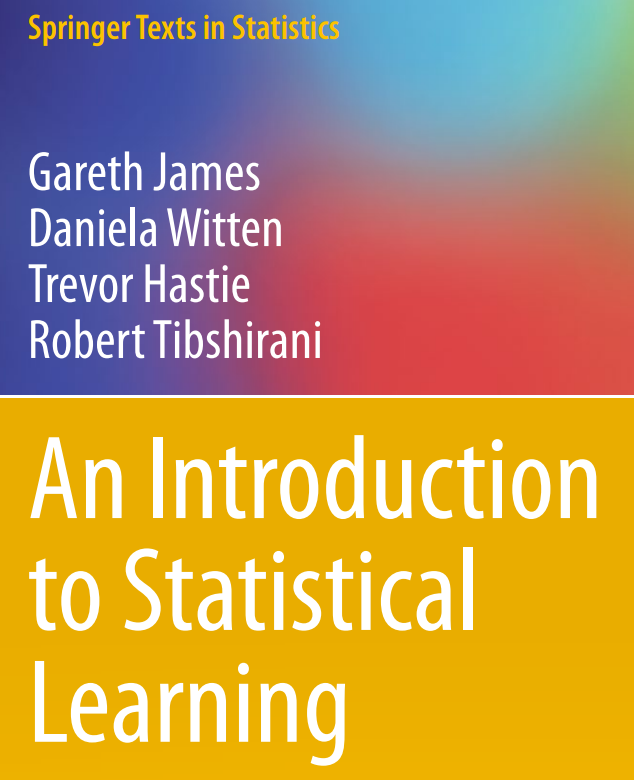 Springer Texts in Statistics
Gareth James
Daniela Witten
Trevor Hastie
Robert Tibshirani
An Introduction
to Statistical
Learning